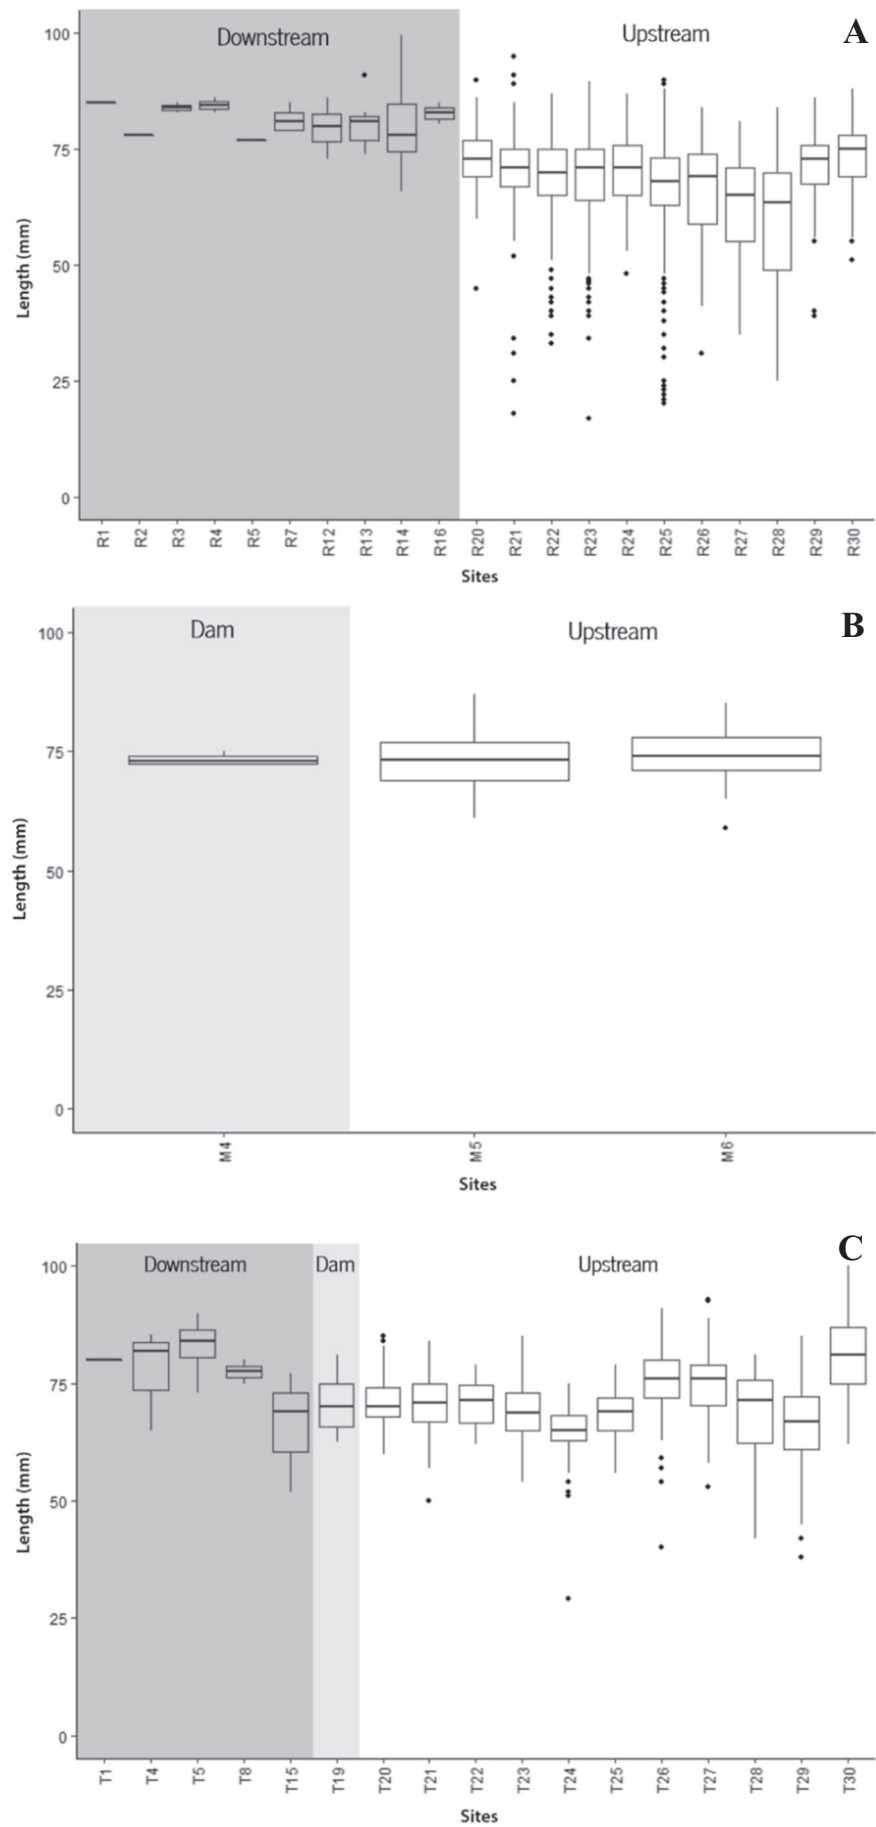 A
Downstream
Upstream
100
75
50
25
0
Length (mm)
R1 R2 R3 R4 R5 R7 R12 R13 R14 R16 R20 R21 R22 R23 R24 R25 R26 R27 R28 R29 R30
Sites
B
Dam
Upstream
100
75
50
25
0
Length (mm)
M4 M5 M6
Sites
C
Downstream
Dam
Upstream
100
75
50
25
0
Length (mm)
T1 T4 T5 T8 T15 T19 T20 T21 T22 T23 T24 T25 T26 T27 T28 T29 T30
Sites